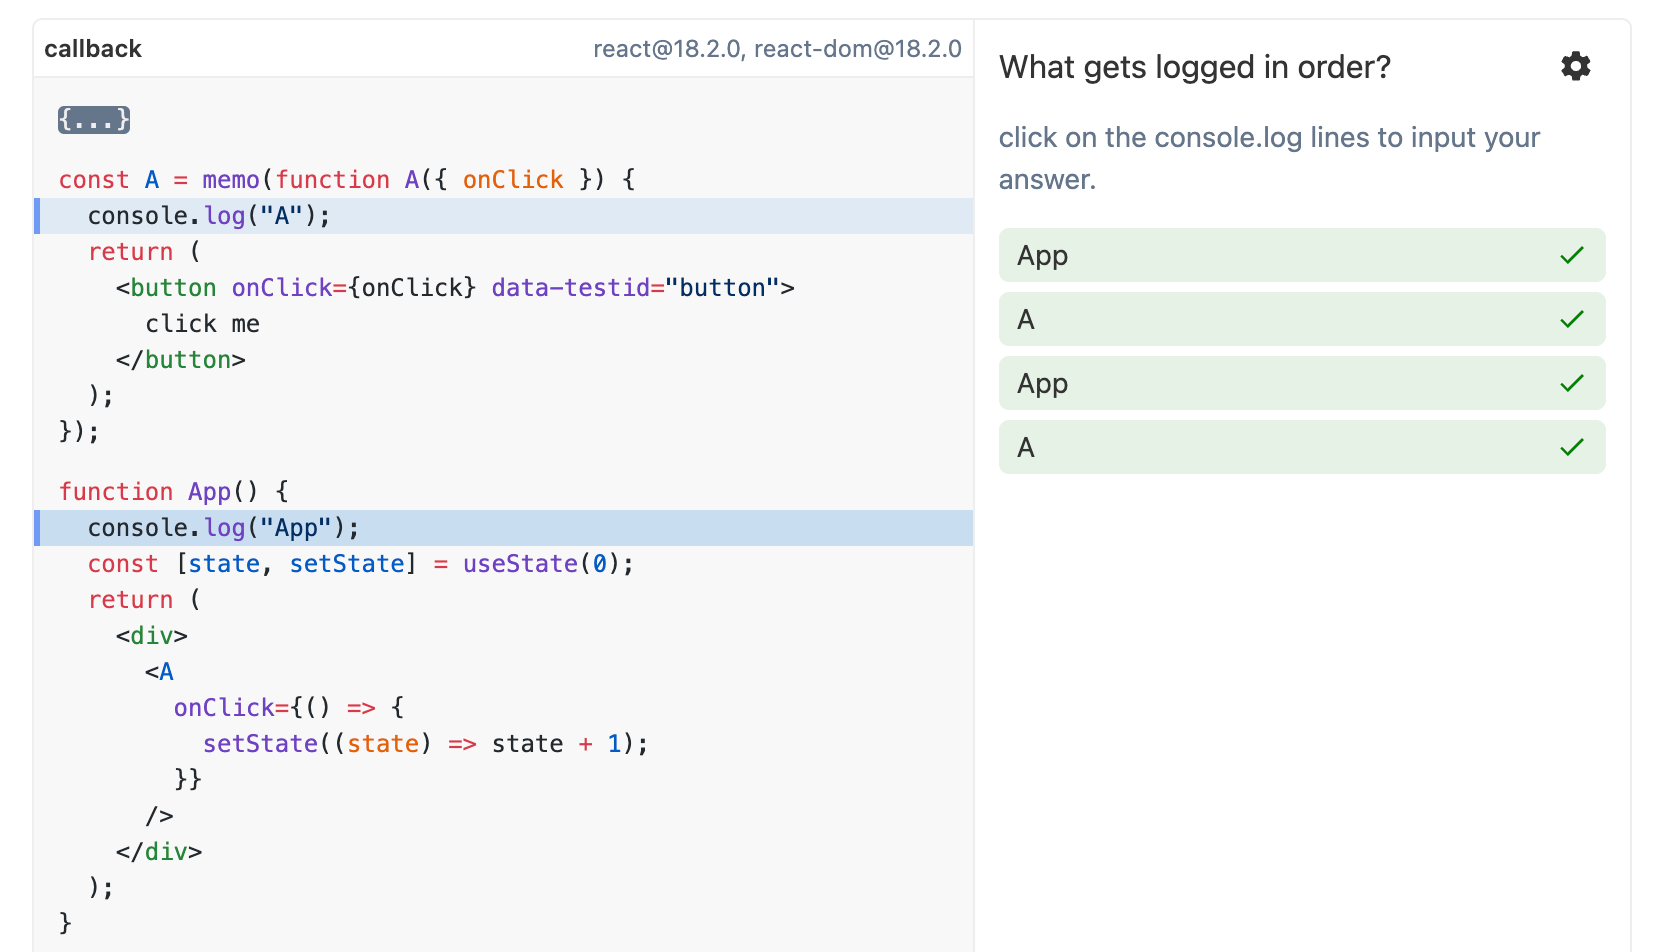 callback
react@18.2.0, react-dom@18.2.0
{...}
const A = memo(function A({ onClick }) {
  console.log("A");
  return (
    <button onClick={onClick} data-testid="button">
      click me
    </button>
  );
});
function App() {
  console.log("App");
  const [state, setState] = useState(0);
  return (
    <div>
      <A
        onClick={() => {
          setState((state) => state + 1);
        }}
      />
    </div>
  );
}
What gets logged in order?
click on the console.log lines to input your
answer.
App
A
App
A